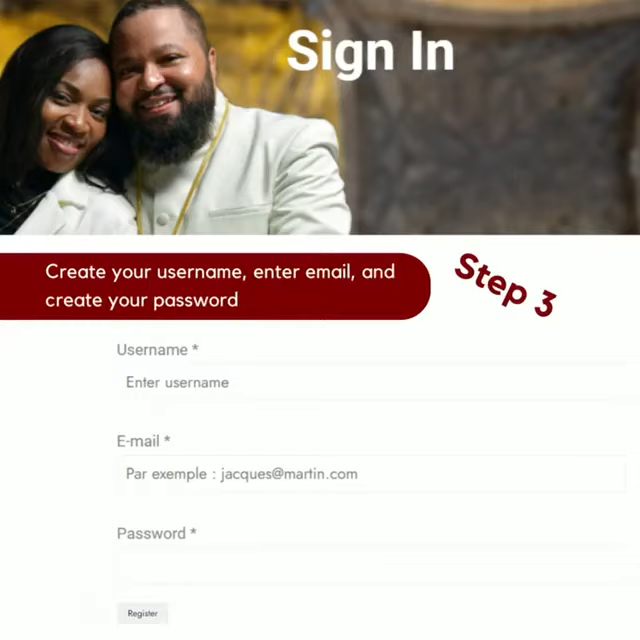 Sign In
Create your username, enter email, and
create your password
Step 3
Username *
Enter username
E-mail *
Par exemple : jacques@martin.com
Password *
Register